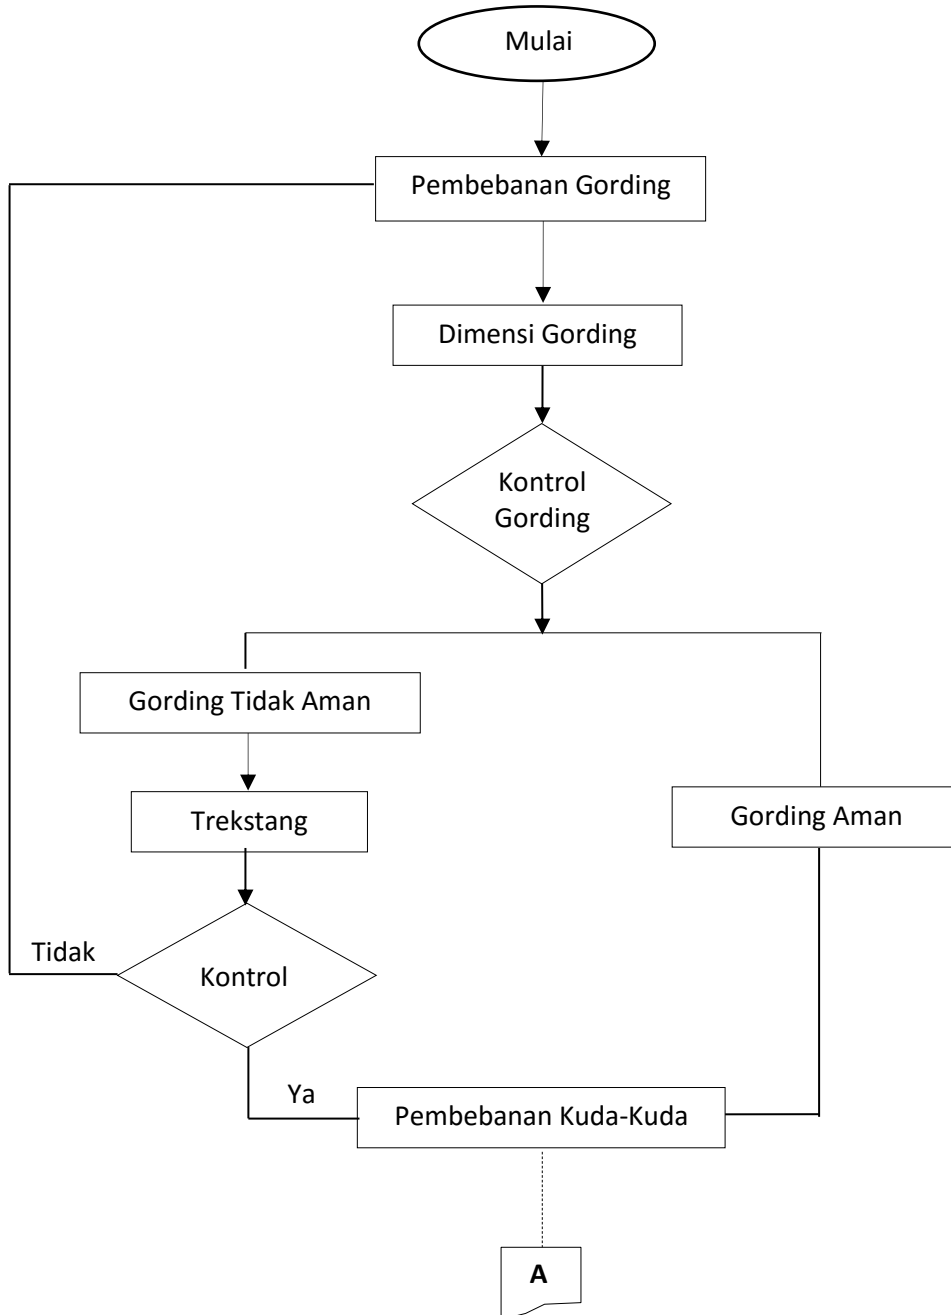 Mulai
Pembebanan Gording
Dimensi Gording
Kontrol
Gording
Gording Tidak Aman
Trekstang
Gording Aman
Tidak
Kontrol
Ya
Pembebanan Kuda-Kuda
A